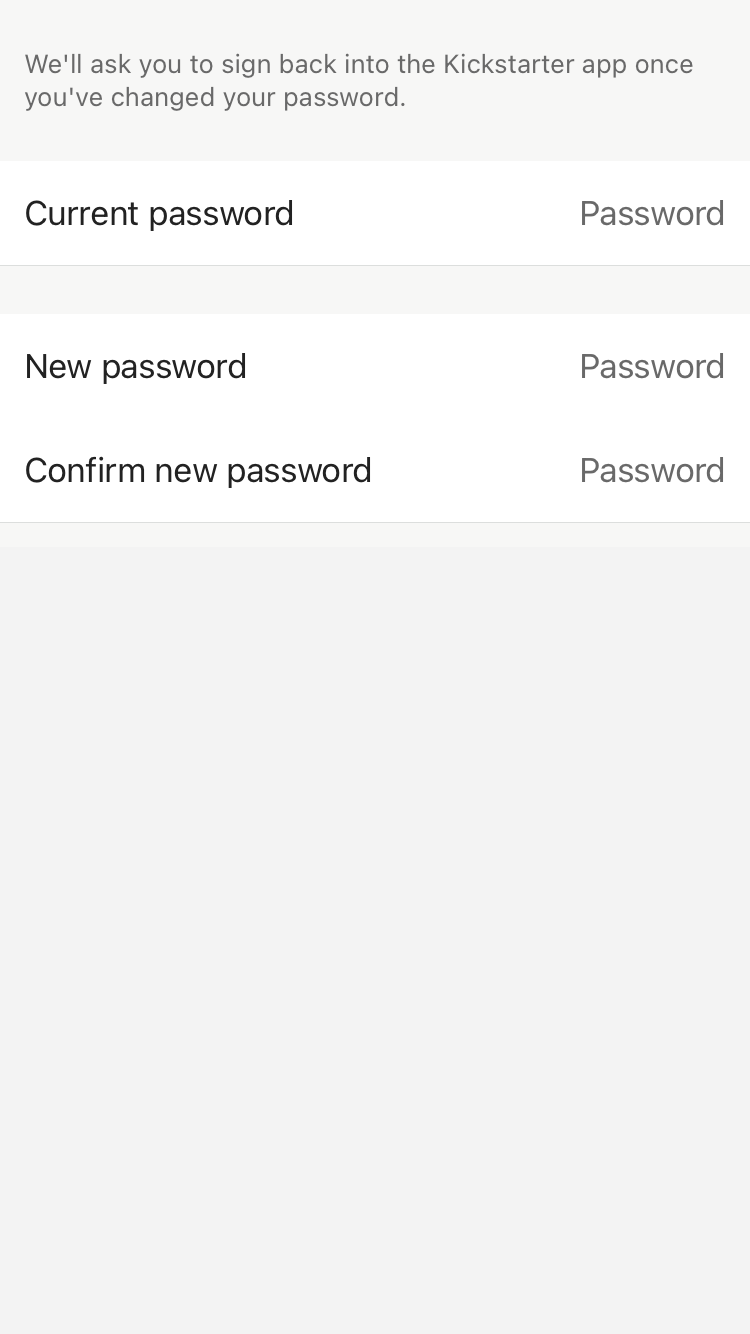 We'll ask you to sign back into the Kickstarter app once
you've changed your password.
Current password Password
New password Password
Confirm new password Password